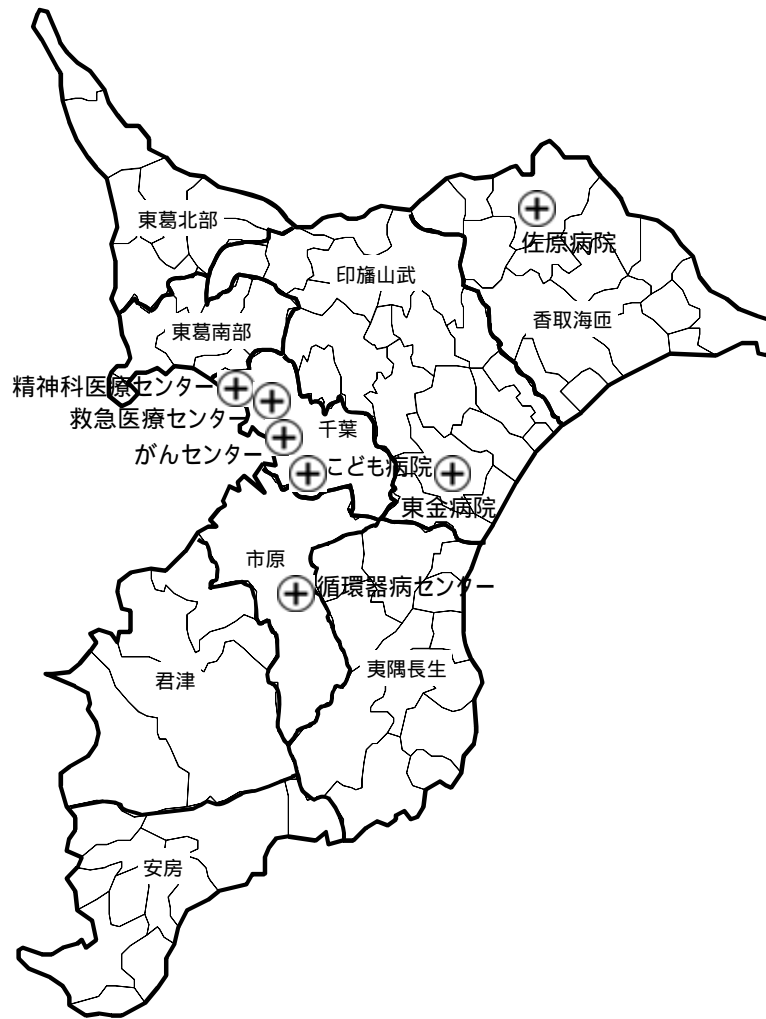 東葛北部
佐原病院
印旛山武
香取海匝
東葛南部
精神科医療センター
救急医療センター
千葉
がんセンター
こども病院
東金病院
市原
循環器病センター
夷隅長生
君津
安房